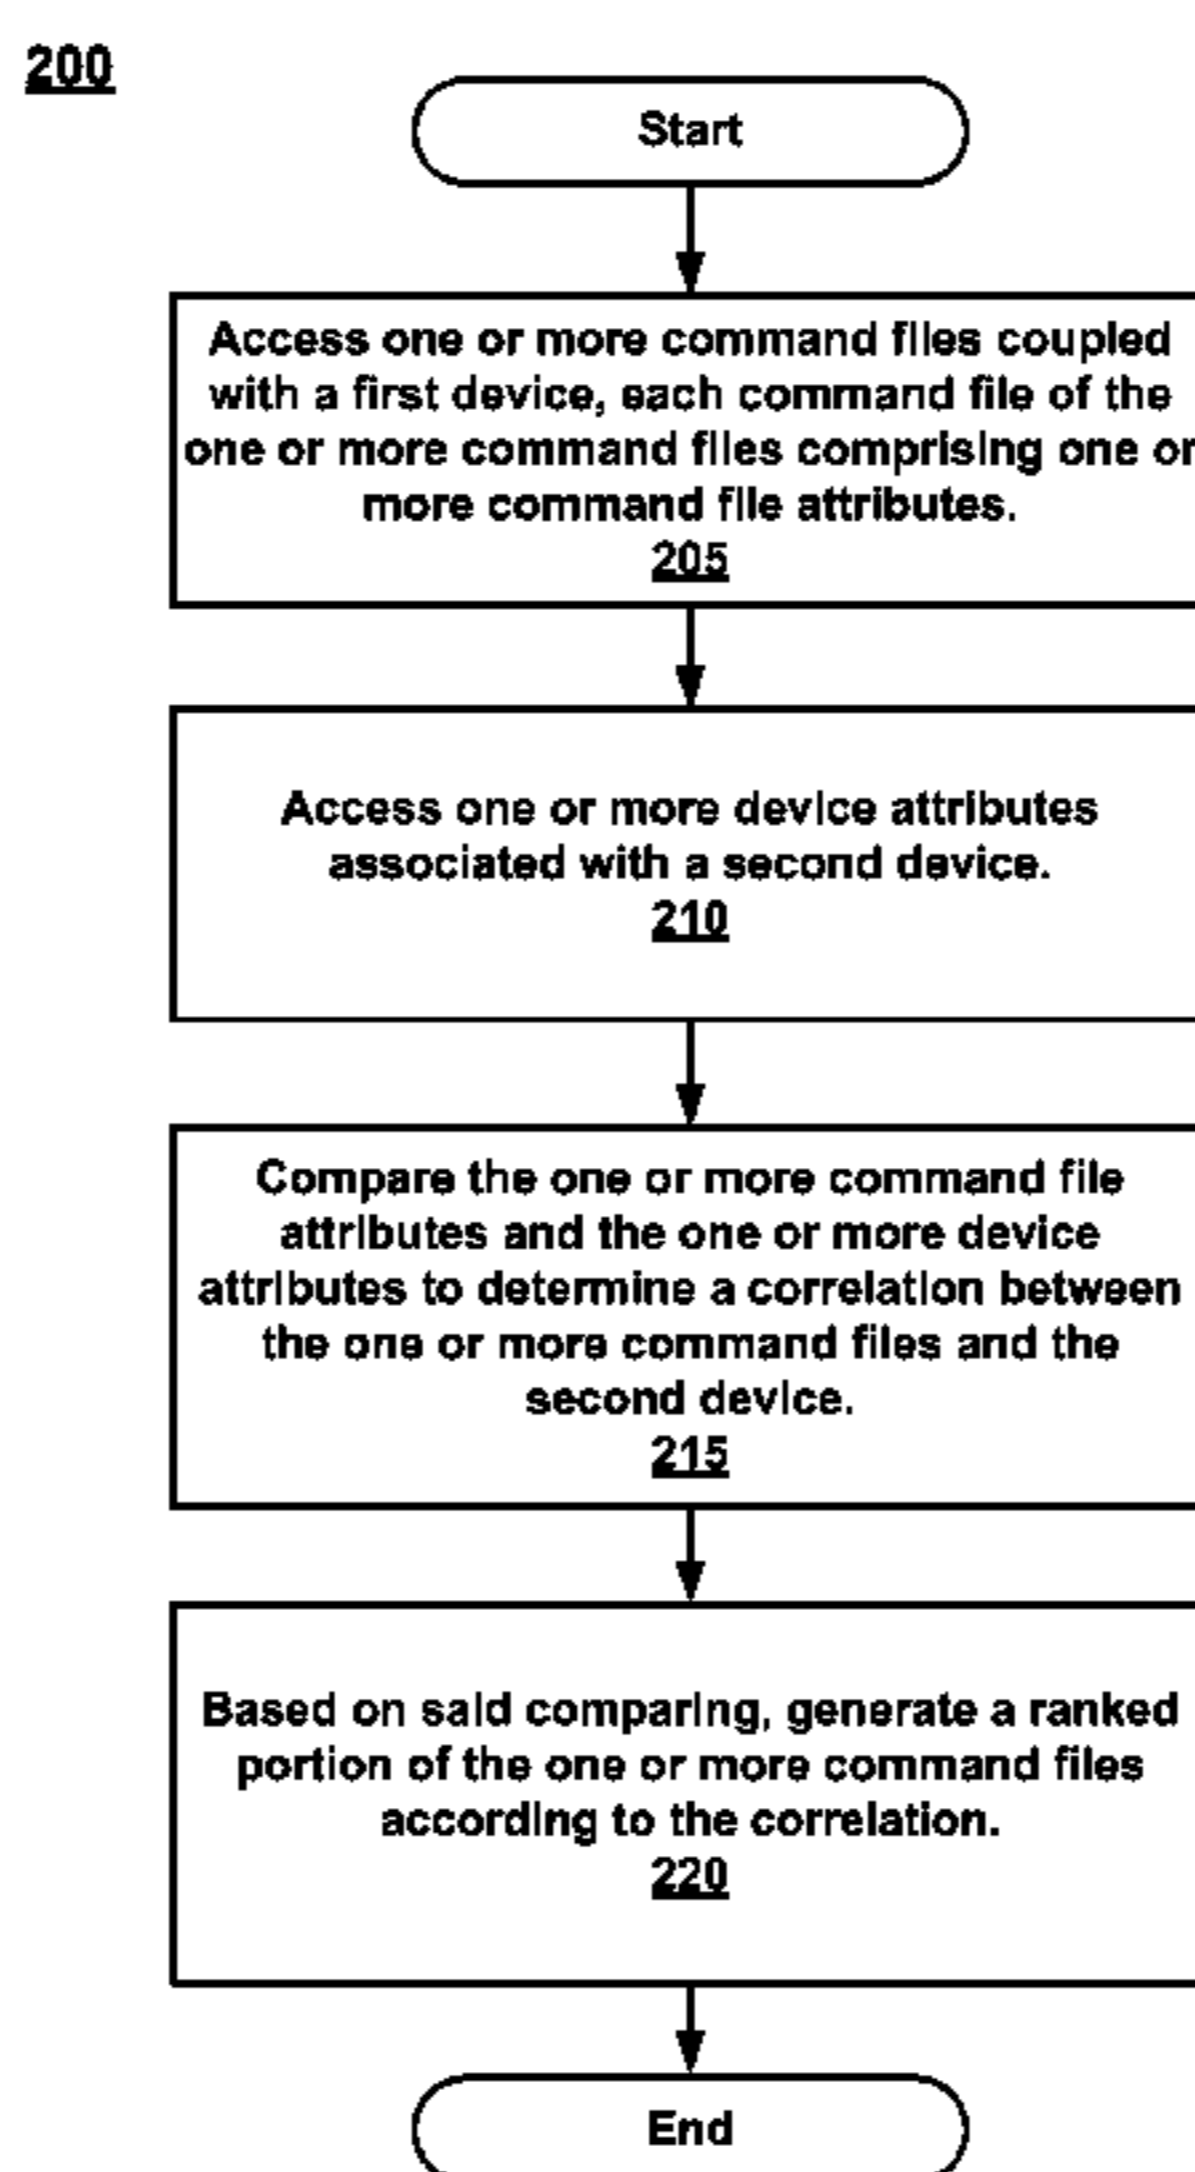 200
Start
Access one or more command files coupled
with a first device, each command file of the
one or more command files comprising one or
more command file attributes.
205
Access one or more device attributes
associated with a second device.
210
Compare the one or more command file
attributes and the one or more device
attributes to determine a correlation between
the one or more command files and the
second device.
215
Based on said comparing, generate a ranked
portion of the one or more command files
according to the correlation.
220
End